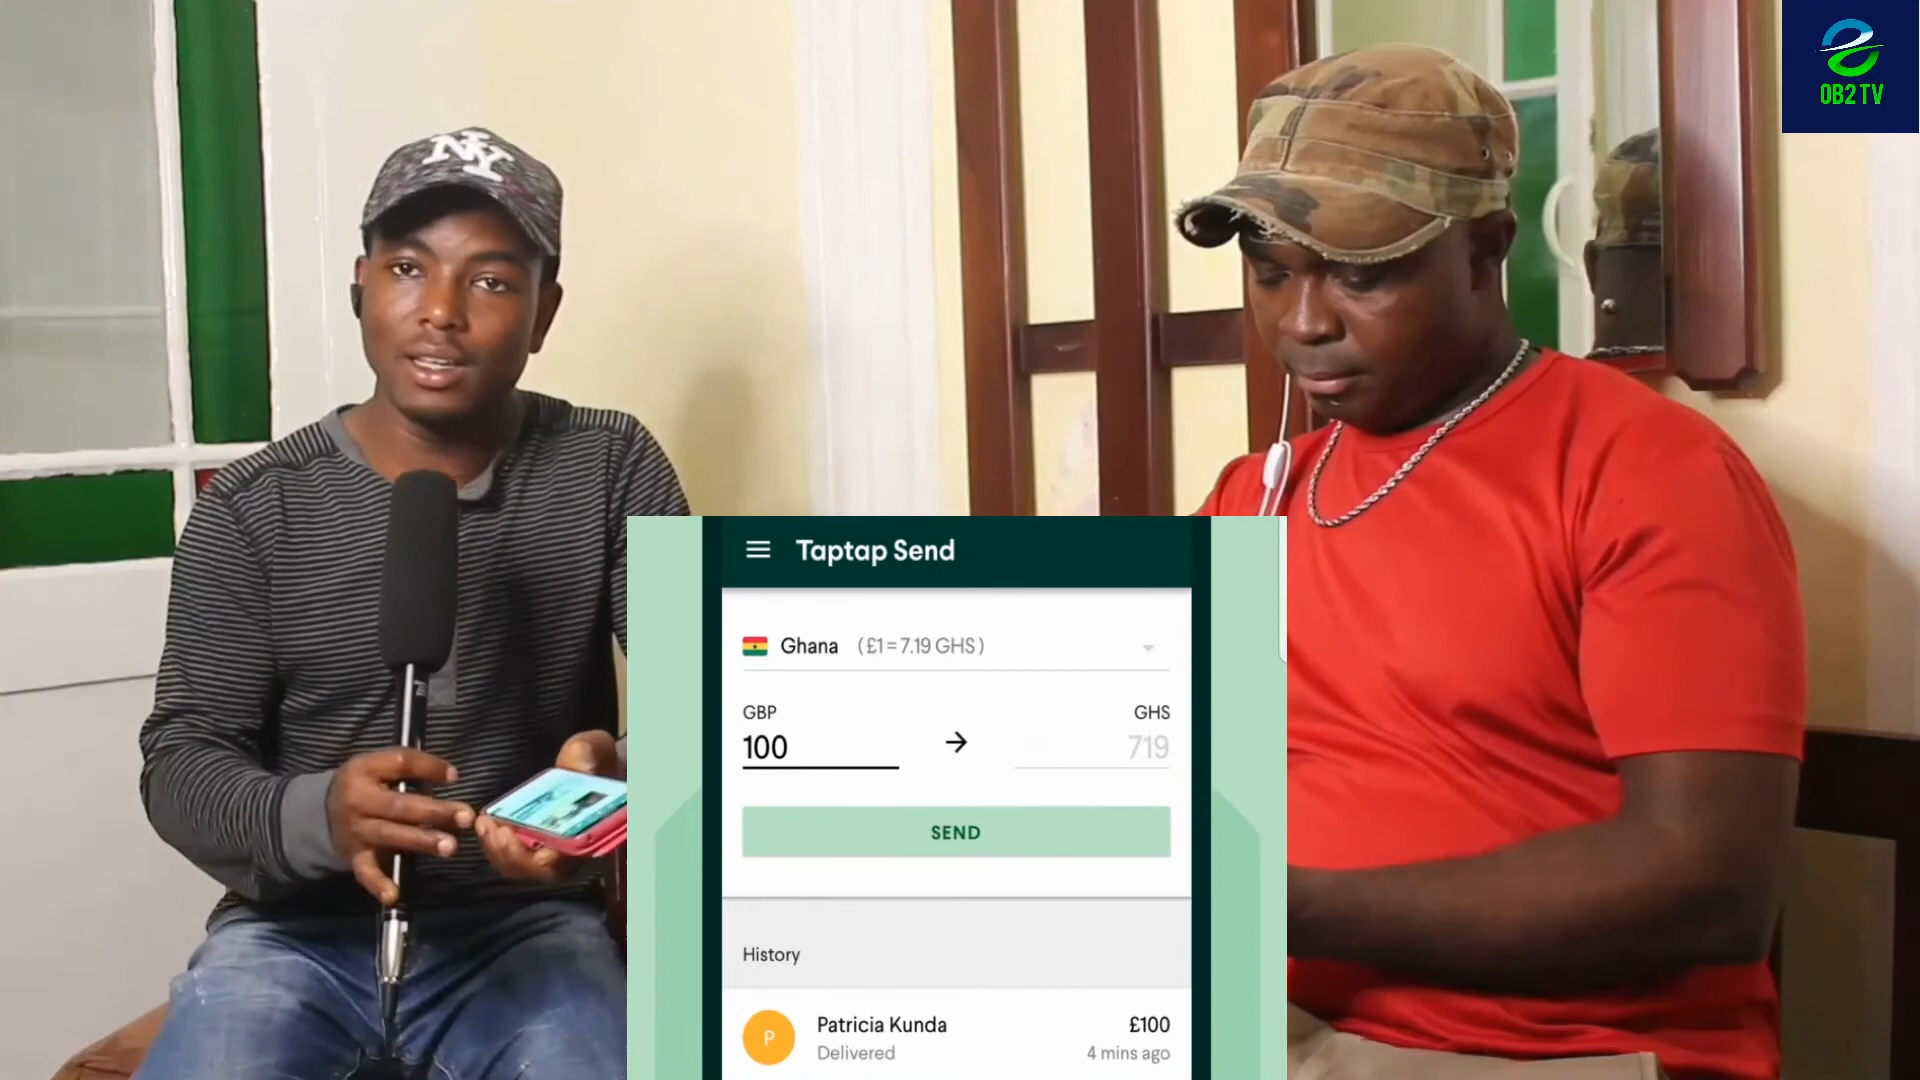 OB2 TV
NY
Taptap Send
Ghana (£1 = 7.19 GHS)
GBP
GHS
100
719
SEND
History
P
Patricia Kunda
£100
Delivered
4 mins ago